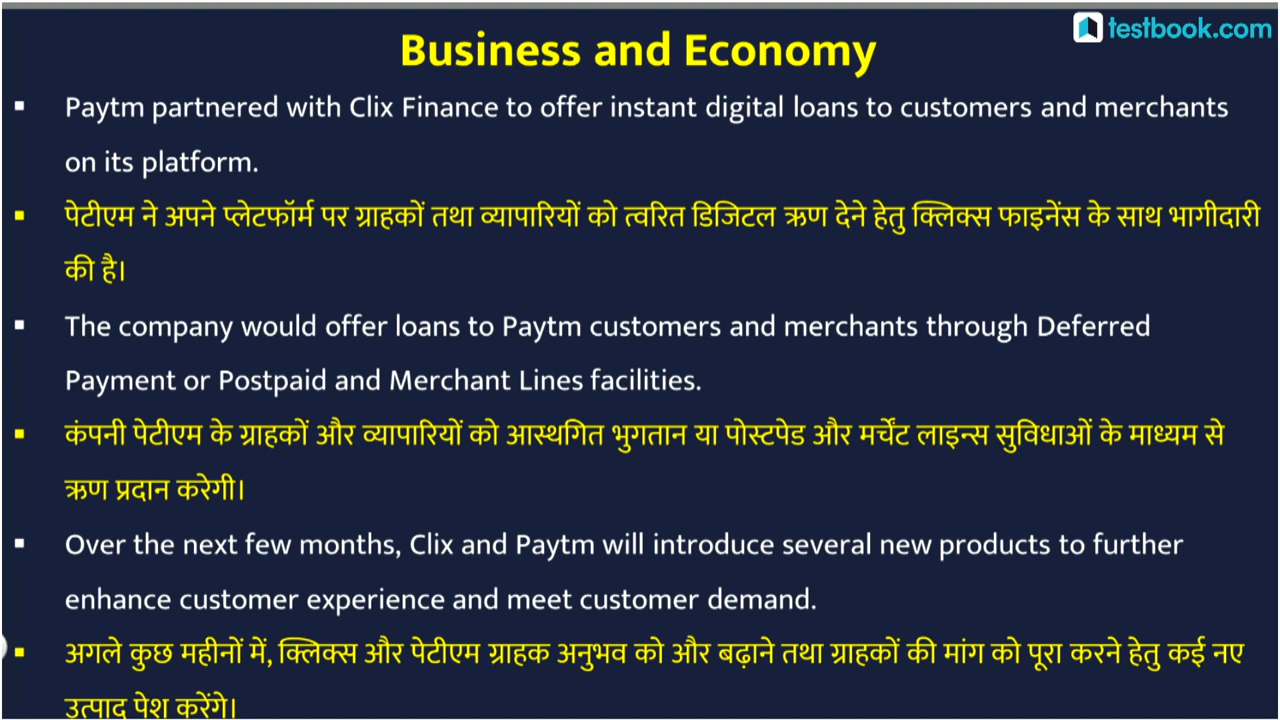 testbook.com
Business and Economy
▪ Paytm partnered with Clix Finance to offer instant digital loans to customers and merchants
on its platform.
▪ पेटीएम ने अपने प्लेटफॉर्म पर ग्राहकों तथा व्यापारियों को त्वरित डिजिटल ऋण देने हेतु क्लिक्स फाइनेंस के साथ भागीदारी
की है।
▪ The company would offer loans to Paytm customers and merchants through Deferred
Payment or Postpaid and Merchant Lines facilities.
▪ कंपनी पेटीएम के ग्राहकों और व्यापारियों को आस्थगित भुगतान या पोस्टपेड और मर्चेंट लाइन्स सुविधाओं के माध्यम से
ऋण प्रदान करेगी।
▪ Over the next few months, Clix and Paytm will introduce several new products to further
enhance customer experience and meet customer demand.
▪ अगले कुछ महीनों में, क्लिक्स और पेटीएम ग्राहक अनुभव को और बढ़ाने तथा ग्राहकों की मांग को पूरा करने हेतु कई नए
उत्पाद पेश करेंगे।